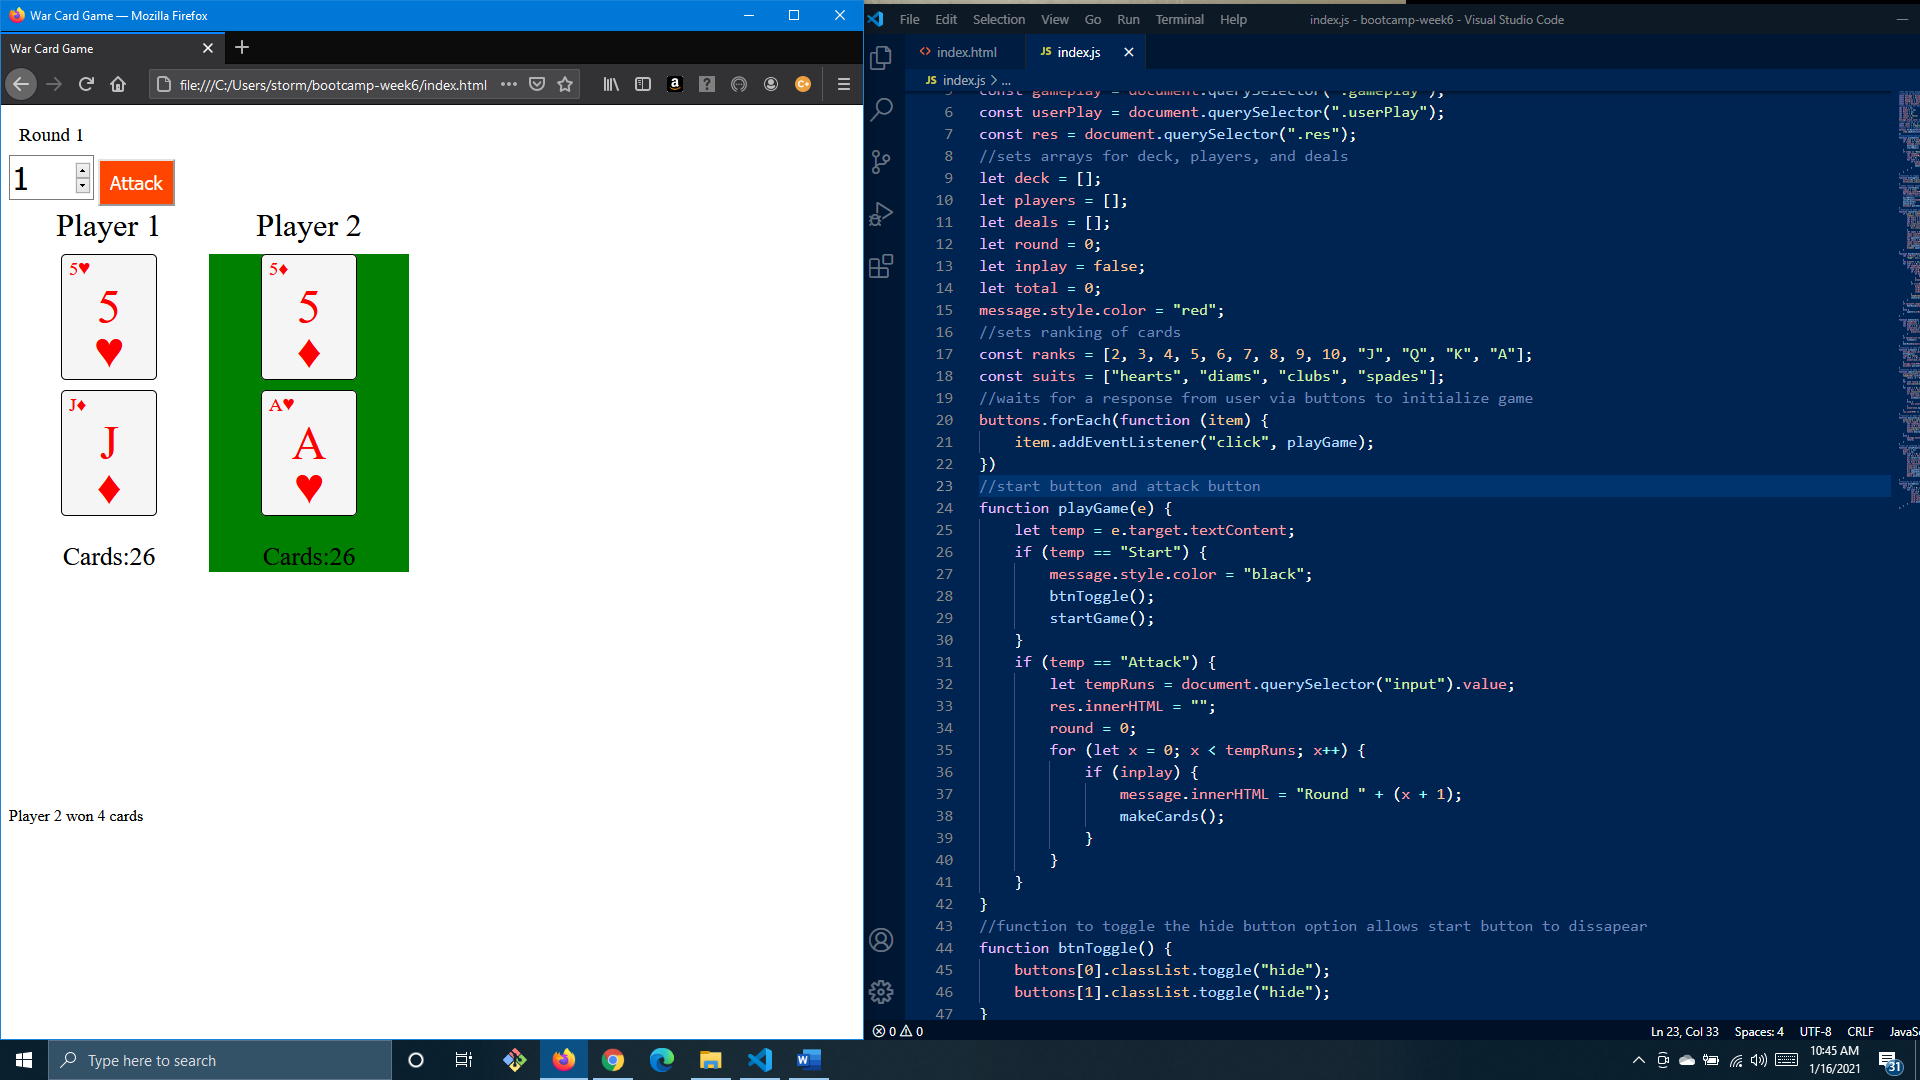 War Card Game — Mozilla Firefox
War Card Game
file:///C:/Users/storm/bootcamp-week6/index.html
Round 1
1
Attack
Player 1
Player 2
5♥
5
♥
5♦
5
♦
J♦
J
♦
A♥
A
♥
Cards:26
Cards:26
Player 2 won 4 cards
File Edit Selection View Go Run Terminal Help
index.js - bootcamp-week6 - Visual Studio Code
<> index.html
JS index.js
JS index.js > ...
5 const gameplay = document.querySelector(".gameplay");
6 const userPlay = document.querySelector(".userPlay");
7 const res = document.querySelector(".res");
8 //sets arrays for deck, players, and deals
9 let deck = [];
10 let players = [];
11 let deals = [];
12 let round = 0;
13 let inplay = false;
14 let total = 0;
15 message.style.color = "red";
16 //sets ranking of cards
17 const ranks = [2, 3, 4, 5, 6, 7, 8, 9, 10, "J", "Q", "K", "A"];
18 const suits = ["hearts", "diams", "clubs", "spades"];
19 //waits for a response from user via buttons to initialize game
20 buttons.forEach(function (item) {
21 item.addEventListener("click", playGame);
22 })
23 //start button and attack button
24 function playGame(e) {
25 let temp = e.target.textContent;
26 if (temp == "Start") {
27 message.style.color = "black";
28 btnToggle();
29 startGame();
30 }
31 if (temp == "Attack") {
32 let tempRuns = document.querySelector("input").value;
33 res.innerHTML = "";
34 round = 0;
35 for (let x = 0; x < tempRuns; x++) {
36 if (inplay) {
37 message.innerHTML = "Round " + (x + 1);
38 makeCards();
39 }
40 }
41 }
42 }
43 //function to toggle the hide button option allows start button to dissapear
44 function btnToggle() {
45 buttons[0].classList.toggle("hide");
46 buttons[1].classList.toggle("hide");
47 }
0 0
Ln 23, Col 33 Spaces: 4 UTF-8 CRLF JavaS
Type here to search
10:45 AM
1/16/2021
31